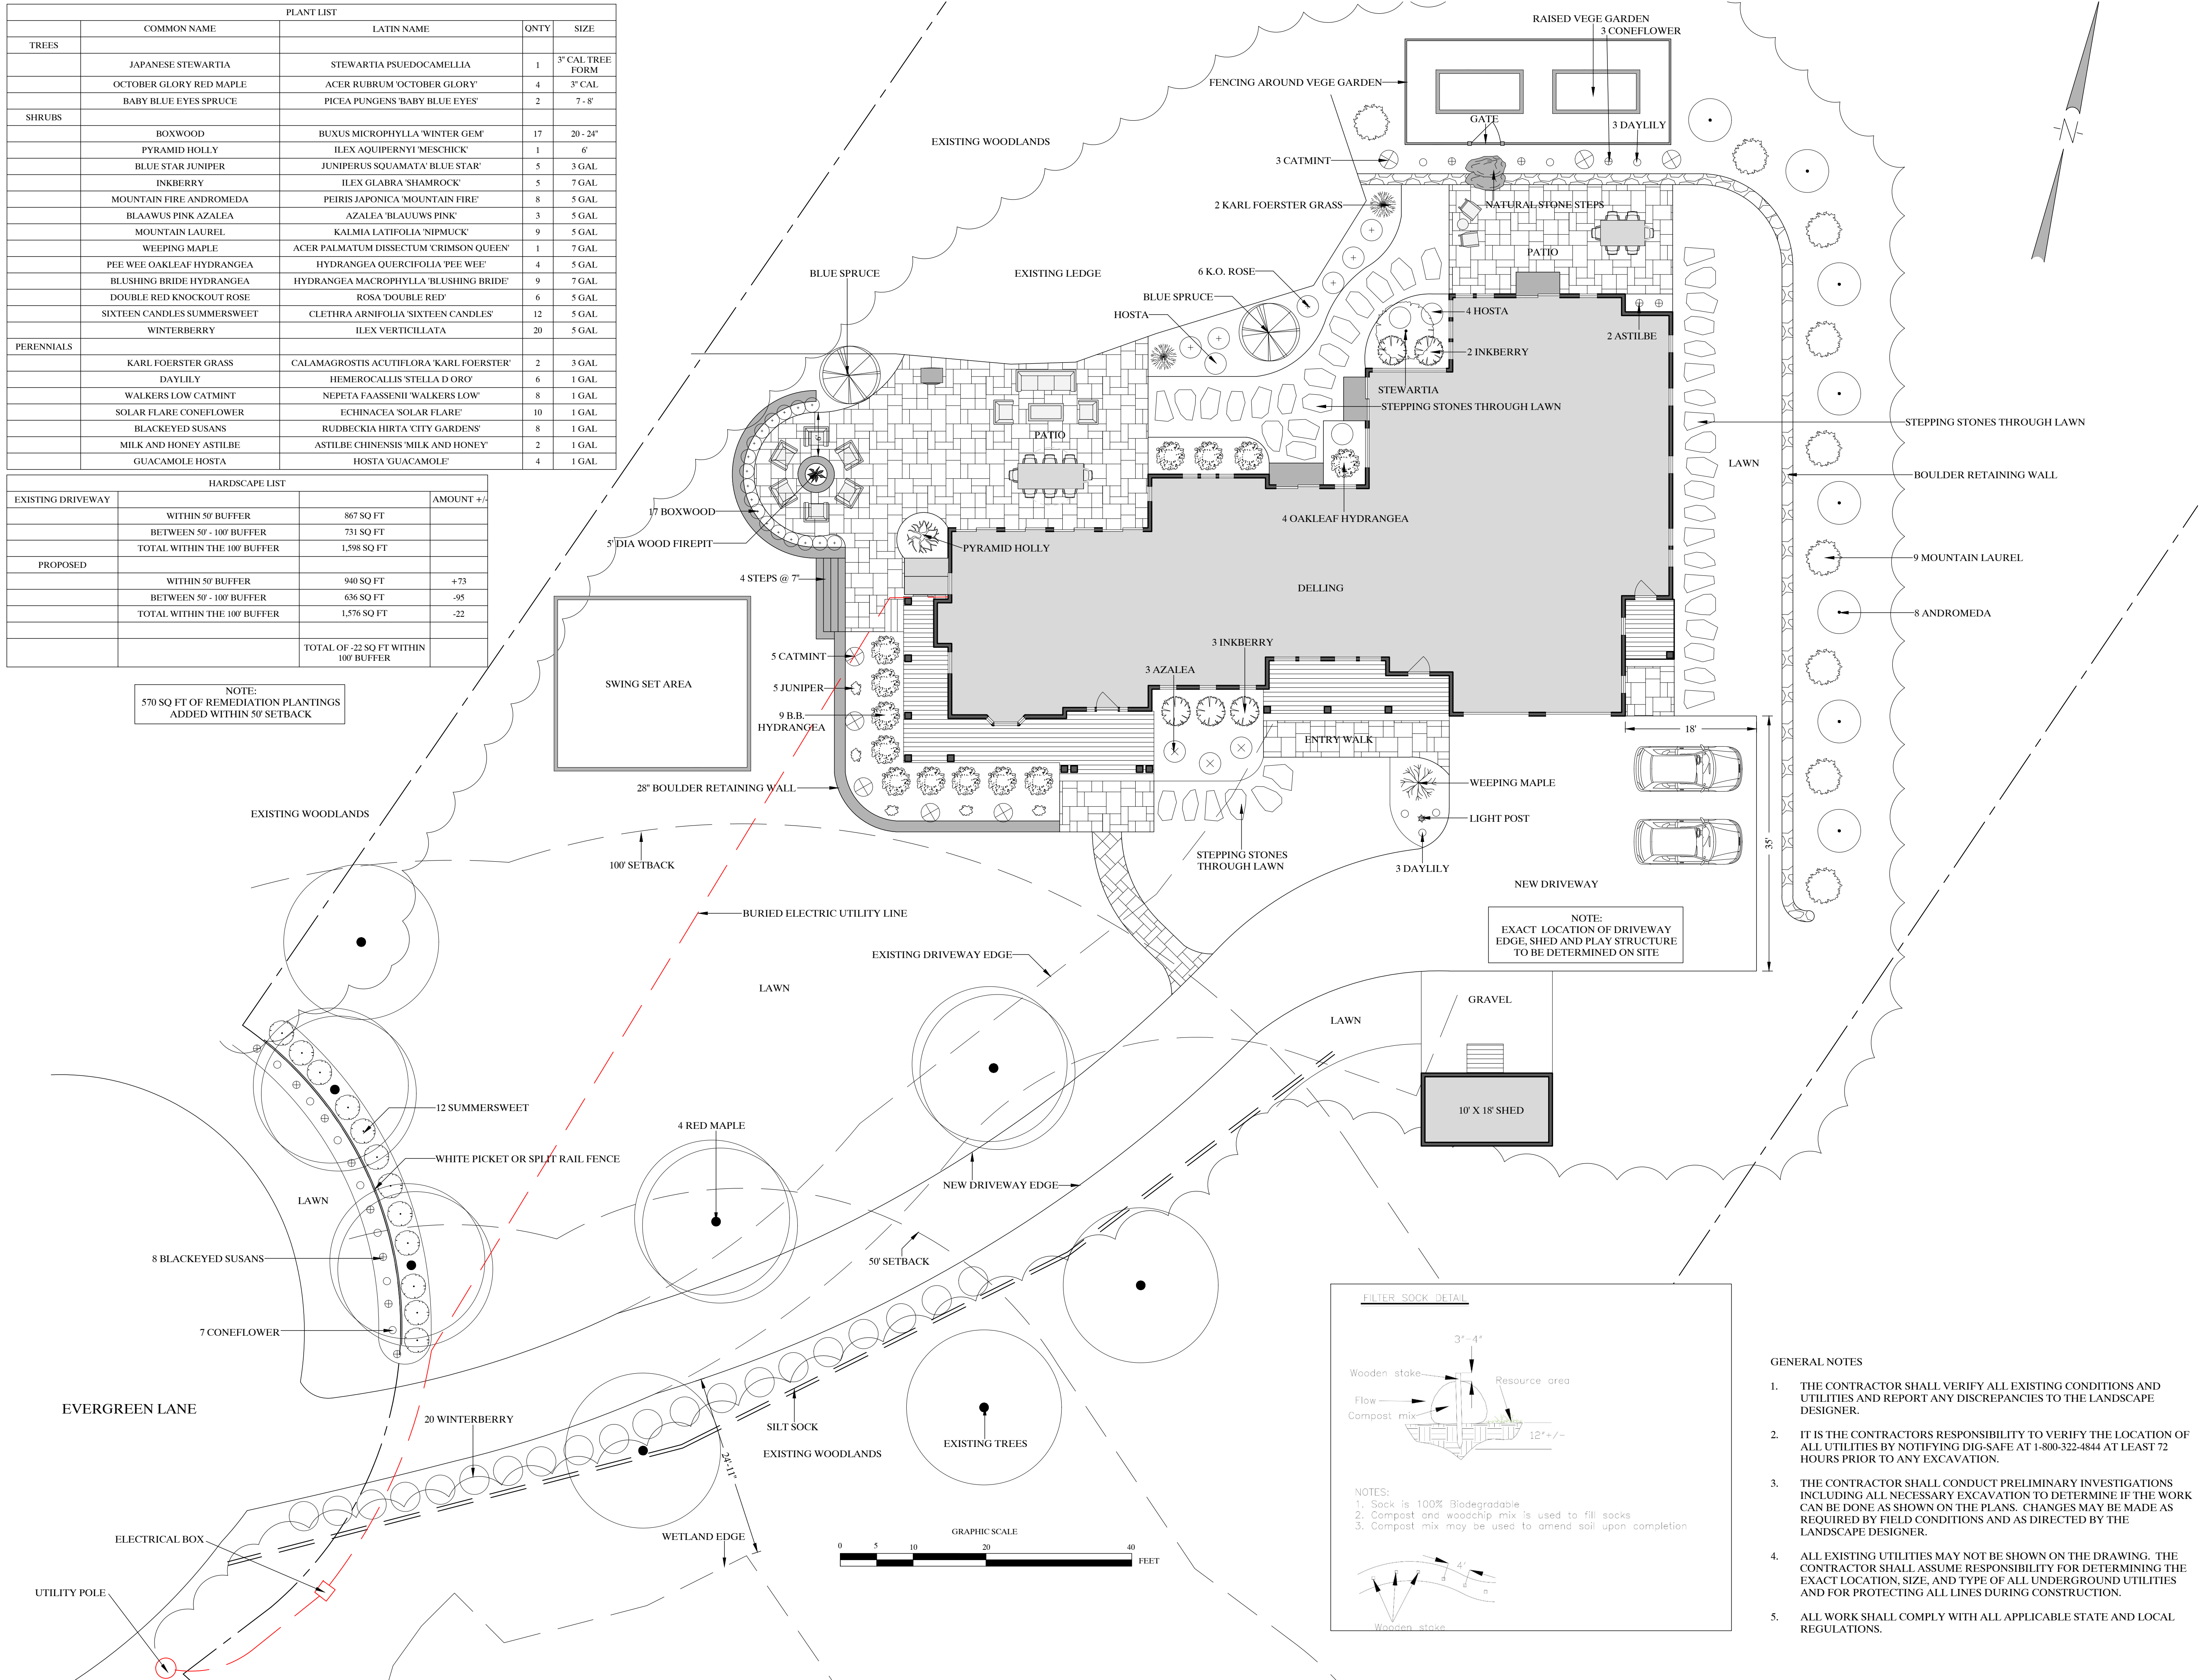 PLANT LIST
COMMON NAME LATIN NAME QNTY SIZE
TREES
JAPANESE STEWARTIA STEWARTIA PSUEDOCAMELLIA 1 3" CAL TREE FORM
OCTOBER GLORY RED MAPLE ACER RUBRUM 'OCTOBER GLORY' 4 3" CAL
BABY BLUE EYES SPRUCE PICEA PUNGENS 'BABY BLUE EYES' 2 7 - 8'
SHRUBS
BOXWOOD BUXUS MICROPHYLLA 'WINTER GEM' 17 20 - 24"
PYRAMID HOLLY ILEX AQUIPERNYI 'MESCHICK' 1 6'
BLUE STAR JUNIPER JUNIPERUS SQUAMATA' BLUE STAR' 5 3 GAL
INKBERRY ILEX GLABRA 'SHAMROCK' 5 7 GAL
MOUNTAIN FIRE ANDROMEDA PEIRIS JAPONICA 'MOUNTAIN FIRE' 8 5 GAL
BLAAWUS PINK AZALEA AZALEA 'BLAUUWS PINK' 3 5 GAL
MOUNTAIN LAUREL KALMIA LATIFOLIA 'NIPMUCK' 9 5 GAL
WEEPING MAPLE ACER PALMATUM DISSECTUM 'CRIMSON QUEEN' 1 7 GAL
PEE WEE OAKLEAF HYDRANGEA HYDRANGEA QUERCIFOLIA 'PEE WEE' 4 5 GAL
BLUSHING BRIDE HYDRANGEA HYDRANGEA MACROPHYLLA 'BLUSHING BRIDE' 9 7 GAL
DOUBLE RED KNOCKOUT ROSE ROSA 'DOUBLE RED' 6 5 GAL
SIXTEEN CANDLES SUMMERSWEET CLETHRA ARNIFOLIA 'SIXTEEN CANDLES' 12 5 GAL
WINTERBERRY ILEX VERTICILLATA 20 5 GAL
PERENNIALS
KARL FOERSTER GRASS CALAMAGROSTIS ACUTIFLORA 'KARL FOERSTER' 2 3 GAL
DAYLILY HEMEROCALLIS 'STELLA D ORO' 6 1 GAL
WALKERS LOW CATMINT NEPETA FAASSENII 'WALKERS LOW' 8 1 GAL
SOLAR FLARE CONEFLOWER ECHINACEA 'SOLAR FLARE' 10 1 GAL
BLACKEYED SUSANS RUDBECKIA HIRTA 'CITY GARDENS' 8 1 GAL
MILK AND HONEY ASTILBE ASTILBE CHINENSIS 'MILK AND HONEY' 2 1 GAL
GUACAMOLE HOSTA HOSTA 'GUACAMOLE' 4 1 GAL
HARDSCAPE LIST
EXISTING DRIVEWAY AMOUNT +/-
WITHIN 50' BUFFER 867 SQ FT
BETWEEN 50' - 100' BUFFER 731 SQ FT
TOTAL WITHIN THE 100' BUFFER 1,598 SQ FT
PROPOSED
WITHIN 50' BUFFER 940 SQ FT +73
BETWEEN 50' - 100' BUFFER 636 SQ FT -95
TOTAL WITHIN THE 100' BUFFER 1,576 SQ FT -22
TOTAL OF -22 SQ FT WITHIN
100' BUFFER
NOTE:
570 SQ FT OF REMEDIATION PLANTINGS
ADDED WITHIN 50' SETBACK
RAISED VEGE GARDEN
3 CONEFLOWER
FENCING AROUND VEGE GARDEN
GATE
3 DAYLILY
EXISTING WOODLANDS
3 CATMINT
2 KARL FOERSTER GRASS
NATURAL STONE STEPS
N
PATIO
BLUE SPRUCE
EXISTING LEDGE
6 K.O. ROSE
BLUE SPRUCE
HOSTA
4 HOSTA
2 ASTILBE
2 INKBERRY
STEWARTIA
STEPPING STONES THROUGH LAWN
STEPPING STONES THROUGH LAWN
PATIO
6'
LAWN
BOULDER RETAINING WALL
17 BOXWOOD
4 OAKLEAF HYDRANGEA
5' DIA WOOD FIREPIT
PYRAMID HOLLY
9 MOUNTAIN LAUREL
4 STEPS @ 7"
DELLING
8 ANDROMEDA
5 CATMINT
3 INKBERRY
3 AZALEA
SWING SET AREA
5 JUNIPER
9 B.B.
HYDRANGEA
18'
ENTRY WALK
28" BOULDER RETAINING WALL
WEEPING MAPLE
EXISTING WOODLANDS
LIGHT POST
35'
100' SETBACK
STEPPING STONES
THROUGH LAWN
3 DAYLILY
NEW DRIVEWAY
BURIED ELECTRIC UTILITY LINE
NOTE:
EXACT LOCATION OF DRIVEWAY
EDGE, SHED AND PLAY STRUCTURE
TO BE DETERMINED ON SITE
EXISTING DRIVEWAY EDGE
LAWN
GRAVEL
LAWN
12 SUMMERSWEET
10' X 18' SHED
4 RED MAPLE
WHITE PICKET OR SPLIT RAIL FENCE
NEW DRIVEWAY EDGE
LAWN
8 BLACKEYED SUSANS
50' SETBACK
7 CONEFLOWER
EVERGREEN LANE
20 WINTERBERRY
SILT SOCK
EXISTING WOODLANDS
EXISTING TREES
24'-11"
ELECTRICAL BOX
WETLAND EDGE
UTILITY POLE
GRAPHIC SCALE
0 5 10 20 40
FEET
FILTER SOCK DETAIL
3"-4"
Wooden stake
Resource area
Flow
Compost mix
12"+/-
NOTES:
1. Sock is 100% Biodegradable
2. Compost and woodchip mix is used to fill socks
3. Compost mix may be used to amend soil upon completion
4'
Wooden stake
GENERAL NOTES
1. THE CONTRACTOR SHALL VERIFY ALL EXISTING CONDITIONS AND
UTILITIES AND REPORT ANY DISCREPANCIES TO THE LANDSCAPE
DESIGNER.
2. IT IS THE CONTRACTORS RESPONSIBILITY TO VERIFY THE LOCATION OF
ALL UTILITIES BY NOTIFYING DIG-SAFE AT 1-800-322-4844 AT LEAST 72
HOURS PRIOR TO ANY EXCAVATION.
3. THE CONTRACTOR SHALL CONDUCT PRELIMINARY INVESTIGATIONS
INCLUDING ALL NECESSARY EXCAVATION TO DETERMINE IF THE WORK
CAN BE DONE AS SHOWN ON THE PLANS. CHANGES MAY BE MADE AS
REQUIRED BY FIELD CONDITIONS AND AS DIRECTED BY THE
LANDSCAPE DESIGNER.
4. ALL EXISTING UTILITIES MAY NOT BE SHOWN ON THE DRAWING. THE
CONTRACTOR SHALL ASSUME RESPONSIBILITY FOR DETERMINING THE
EXACT LOCATION, SIZE, AND TYPE OF ALL UNDERGROUND UTILITIES
AND FOR PROTECTING ALL LINES DURING CONSTRUCTION.
5. ALL WORK SHALL COMPLY WITH ALL APPLICABLE STATE AND LOCAL
REGULATIONS.